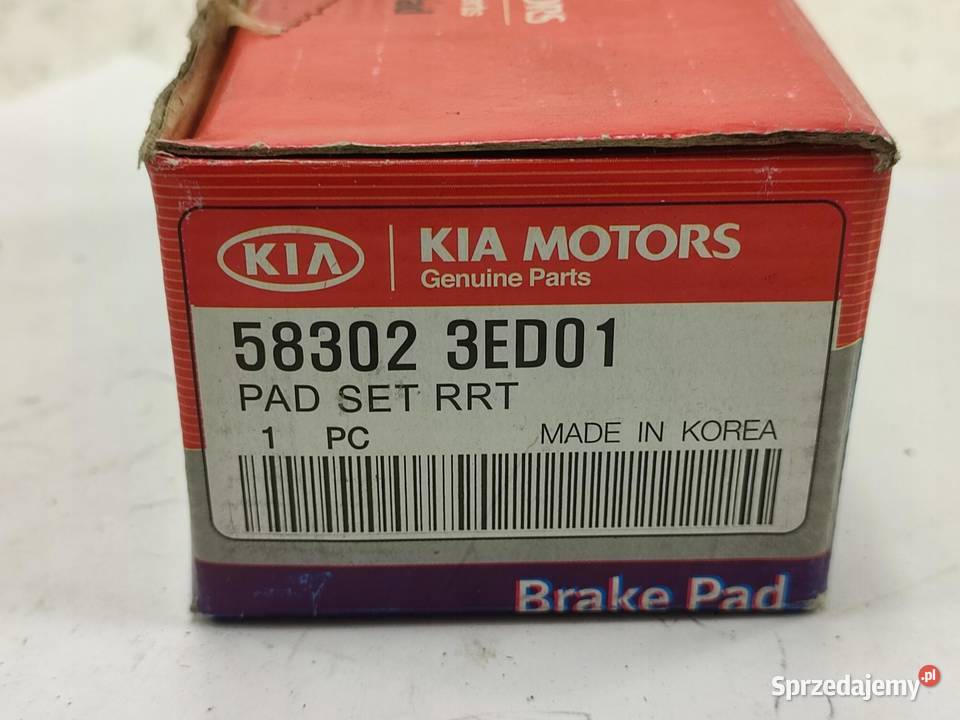 KIA
KIA MOTORS
Genuine Parts
58302 3ED01
PAD SET RRT
1 PC
MADE IN KOREA
Brake Pad
Sprzedajemy.pl